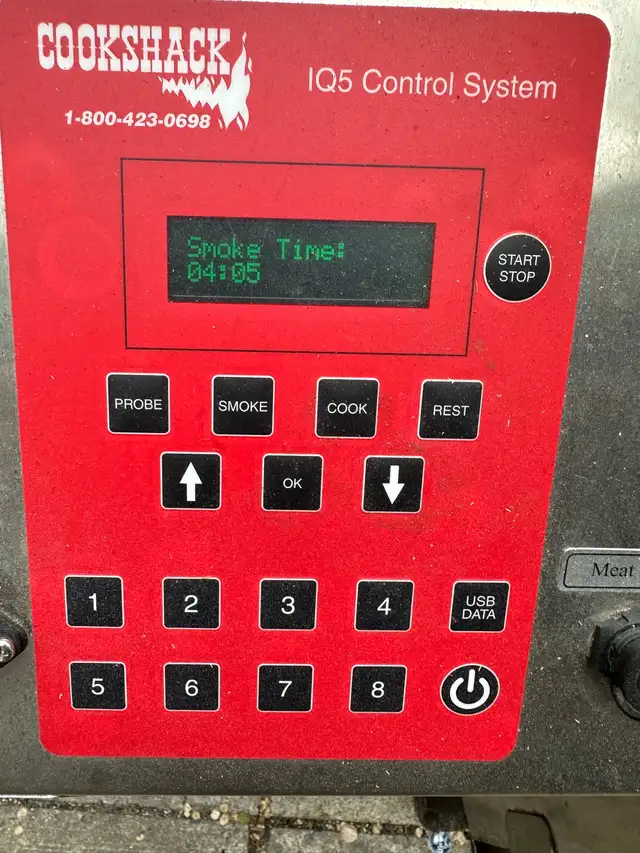 COOKSHACK
1-800-423-0698
IQ5 Control System
Smoke Time:
04:05
START
STOP
PROBE
SMOKE
COOK
REST
OK
1
2
3
4
USB
DATA
5
6
7
8
Meat